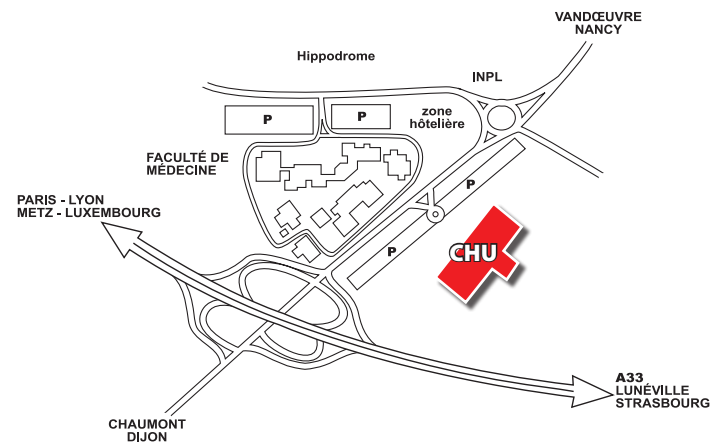 VANDŒUVRE
NANCY
Hippodrome
INPL
zone
hôtelière
P
P
FACULTÉ DE
MÉDECINE
P
PARIS - LYON
METZ - LUXEMBOURG
P
CHU
A33
LUNÉVILLE
STRASBOURG
CHAUMONT
DIJON